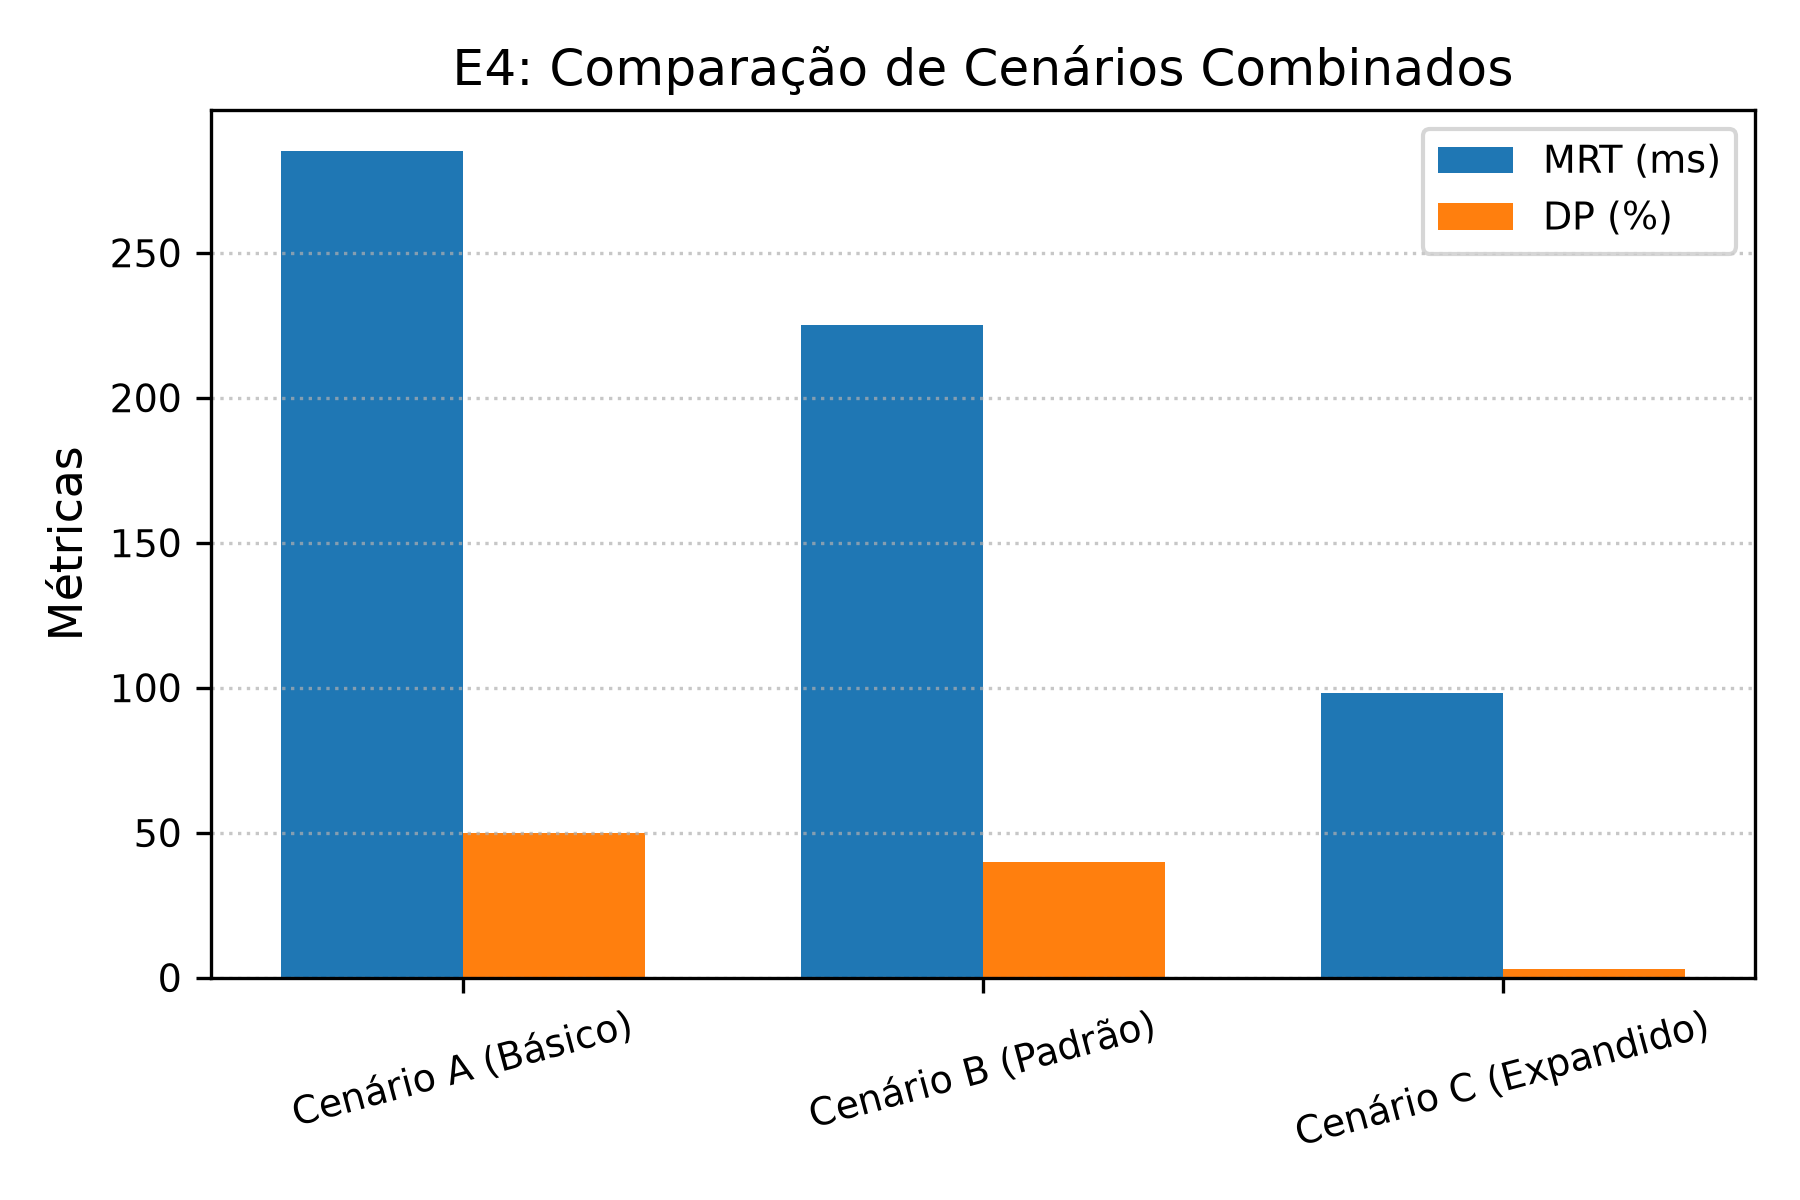 E4: Comparação de Cenários Combinados
MRT (ms)
DP (%)
Métricas
250
200
150
100
50
0
Cenário A (Básico)
Cenário B (Padrão)
Cenário C (Expandido)